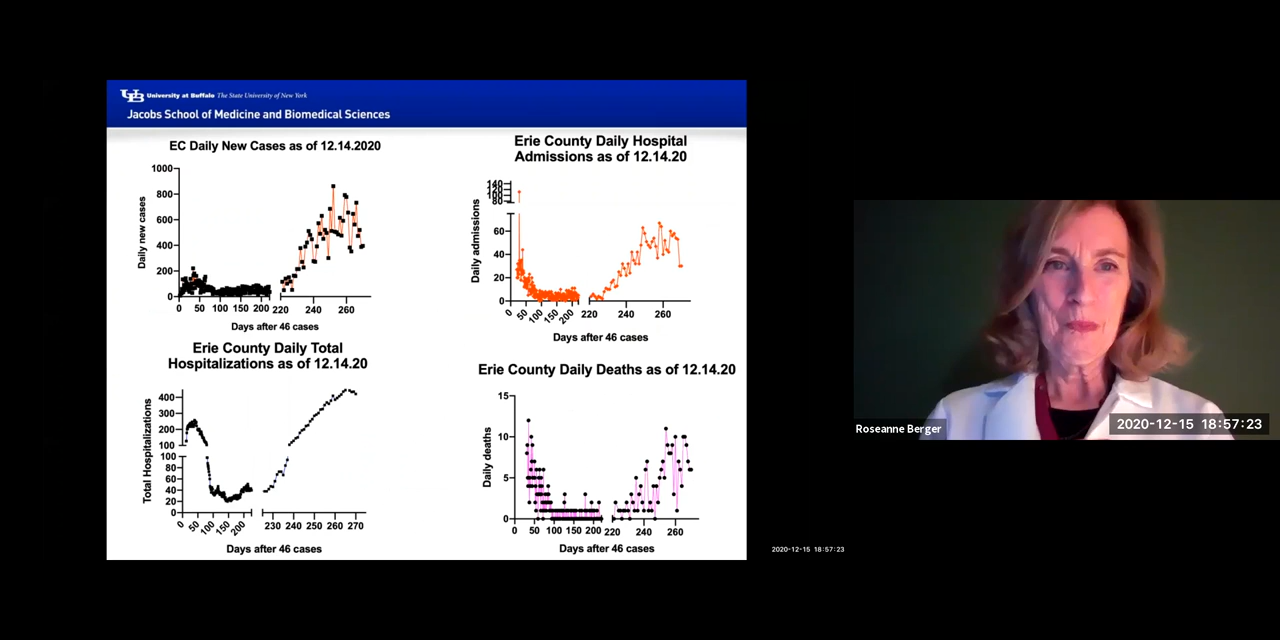 UB University at Buffalo The State University of New York
Jacobs School of Medicine and Biomedical Sciences
EC Daily New Cases as of 12.14.2020
Daily new cases
1000
800
600
400
200
0
0 50 100 150 200 220 240 260
Days after 46 cases
Erie County Daily Hospital
Admissions as of 12.14.20
Daily admissions
140
120
100
80
60
40
20
0
0 50 100 150 200 220 240 260
Days after 46 cases
Erie County Daily Total
Hospitalizations as of 12.14.20
Total Hospitalizations
400
300
200
100
100
80
60
40
20
0
0 50 100 150 200 230 240 250 260 270
Days after 46 cases
Erie County Daily Deaths as of 12.14.20
Daily deaths
15
10
5
0
0 50 100 150 200 220 240 260
Days after 46 cases
Roseanne Berger
2020-12-15 18:57:23
2020-12-15 18:57:23